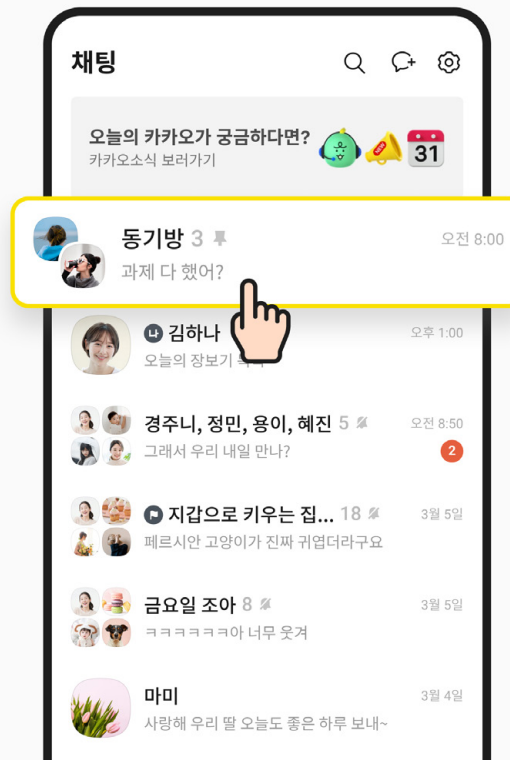 채팅
오늘의 카카오가 궁금하다면?
카카오소식 보러가기
NEW
31
동기방 3
오전 8:00
과제 다 했어?
나 김하나
오후 1:00
오늘의 장보기
경주니, 정민, 용이, 혜진 5
오전 8:50
그래서 우리 내일 만나?
2
지갑으로 키우는 집... 18
3월 5일
페르시안 고양이가 진짜 귀엽더라구요
금요일 조아 8
3월 5일
ㅋㅋㅋㅋㅋㅋ아 너무 웃겨
마미
3월 4일
사랑해 우리 딸 오늘도 좋은 하루 보내~